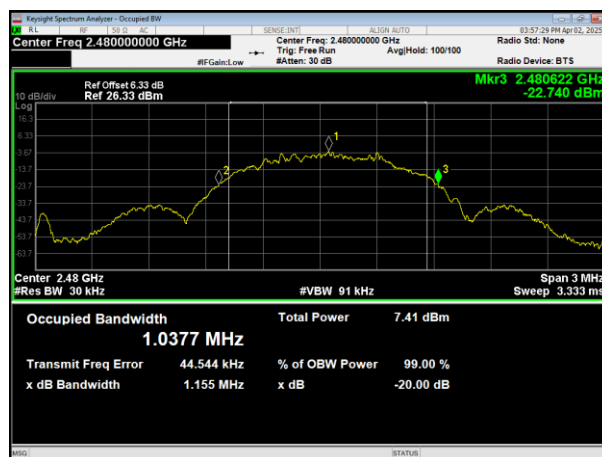 Keysight Spectrum Analyzer - Occupied BW
RL RF 50 Ω AC SENSE:INT ALIGN AUTO 03:57:29 PM Apr 02, 2025
Center Freq 2.480000000 GHz Center Freq: 2.480000000 GHz Radio Std: None
Trig: Free Run Avg|Hold: 100/100
#IFGain:Low #Atten: 30 dB Radio Device: BTS
Mkr3 2.480622 GHz
Ref Offset 6.33 dB -22.740 dBm
10 dB/div Ref 26.33 dBm
Log
16.3
6.33
-3.67
-13.7
-23.7
-33.7
-43.7
-53.7
-63.7
1
2
3
Center 2.48 GHz Span 3 MHz
#Res BW 30 kHz #VBW 91 kHz Sweep 3.333 ms
Occupied Bandwidth Total Power 7.41 dBm
1.0377 MHz
Transmit Freq Error 44.544 kHz % of OBW Power 99.00 %
x dB Bandwidth 1.155 MHz x dB -20.00 dB
MSG STATUS